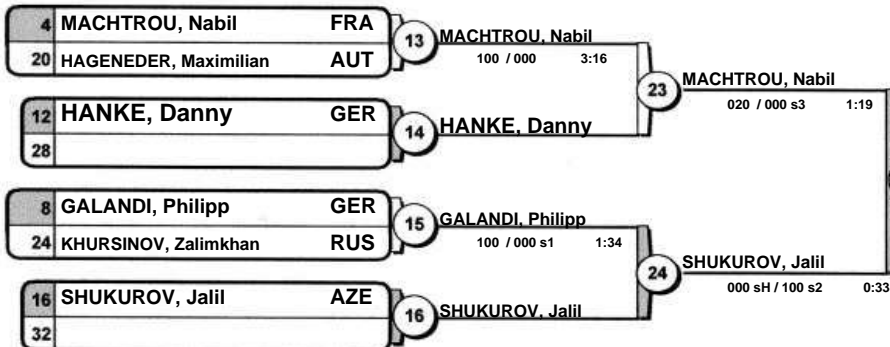 4 MACHTROU, Nabil FRA
20 HAGENEDER, Maximilian AUT
13
MACHTROU, Nabil
100 / 000 3:16
12 HANKE, Danny GER
28
14
HANKE, Danny
23
MACHTROU, Nabil
020 / 000 s3 1:19
8 GALANDI, Philipp GER
24 KHURSINOV, Zalimkhan RUS
15
GALANDI, Philipp
100 / 000 s1 1:34
16 SHUKUROV, Jalil AZE
32
16
SHUKUROV, Jalil
24
SHUKUROV, Jalil
000 sH / 100 s2 0:33